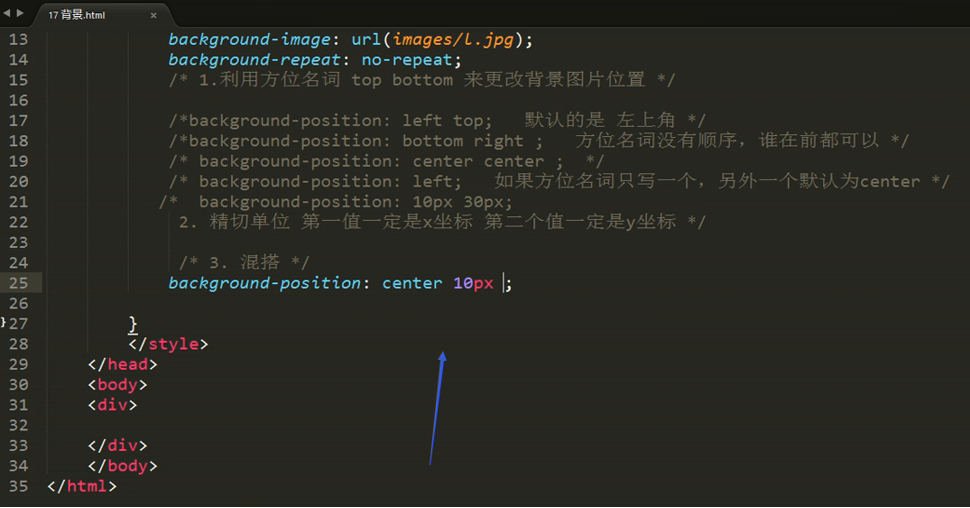 17 背景.html ×
13 background-image: url(images/l.jpg);
14 background-repeat: no-repeat;
15 /* 1.利用方位名词 top bottom 来更改背景图片位置 */
16
17 /*background-position: left top; 默认的是 左上角 */
18 /*background-position: bottom right ; 方位名词没有顺序，谁在前都可以 */
19 /* background-position: center center ; */
20 /* background-position: left; 如果方位名词只写一个，另外一个默认为center */
21 /* background-position: 10px 30px;
22 2. 精切单位 第一值一定是x坐标 第二个值一定是y坐标 */
23
24 /* 3. 混搭 */
25 background-position: center 10px ;
26
27 }
28 </style>
29 </head>
30 <body>
31 <div>
32
33 </div>
34 </body>
35 </html>